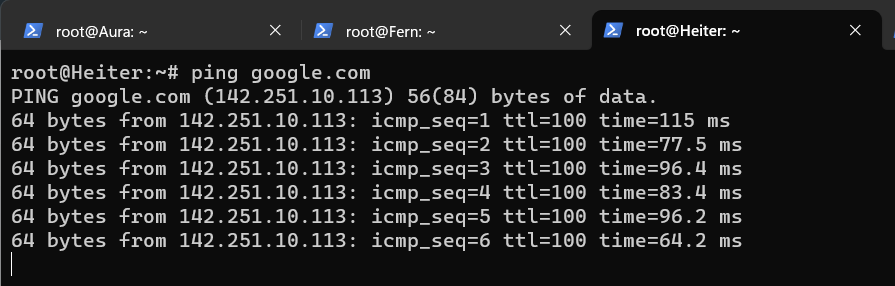 root@Aura: ~
root@Fern: ~
root@Heiter: ~
root@Heiter:~# ping google.com
PING google.com (142.251.10.113) 56(84) bytes of data.
64 bytes from 142.251.10.113: icmp_seq=1 ttl=100 time=115 ms
64 bytes from 142.251.10.113: icmp_seq=2 ttl=100 time=77.5 ms
64 bytes from 142.251.10.113: icmp_seq=3 ttl=100 time=96.4 ms
64 bytes from 142.251.10.113: icmp_seq=4 ttl=100 time=83.4 ms
64 bytes from 142.251.10.113: icmp_seq=5 ttl=100 time=96.2 ms
64 bytes from 142.251.10.113: icmp_seq=6 ttl=100 time=64.2 ms